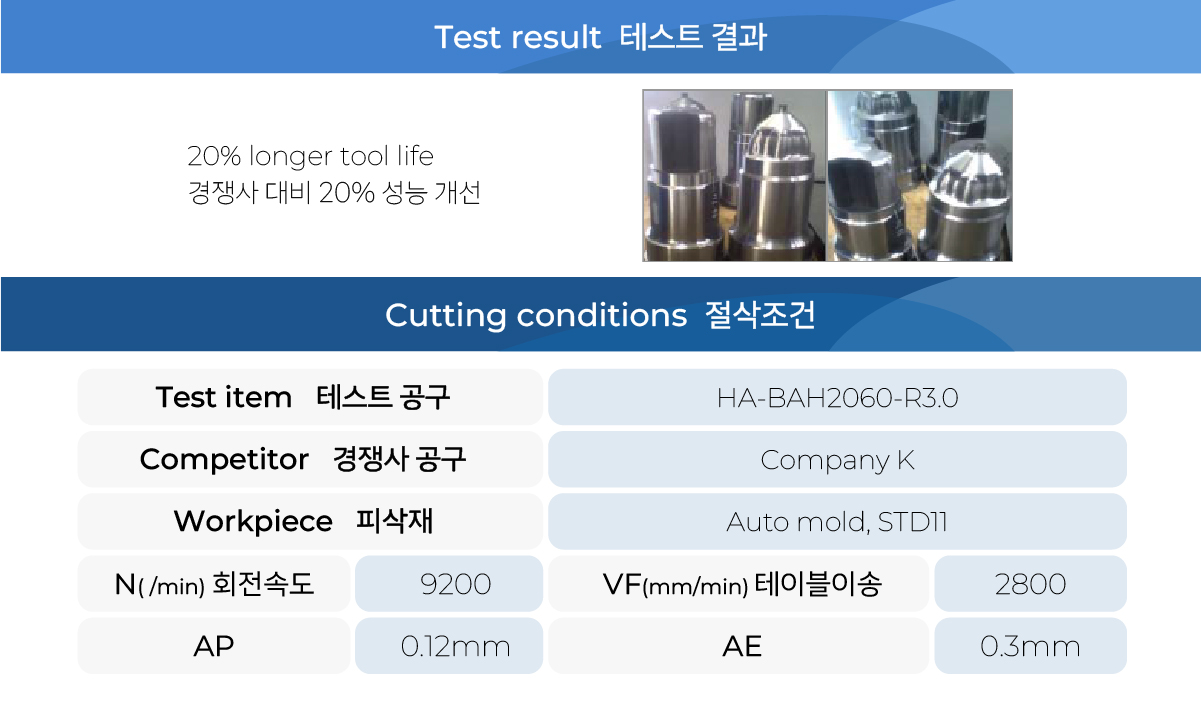 Test result 테스트 결과
20% longer tool life
경쟁사 대비 20% 성능 개선
Cutting conditions 절삭조건
Test item 테스트 공구 HA-BAH2060-R3.0
Competitor 경쟁사 공구 Company K
Workpiece 피삭재 Auto mold, STD11
N( /min) 회전속도 9200 VF(mm/min) 테이블이송 2800
AP 0.12mm AE 0.3mm